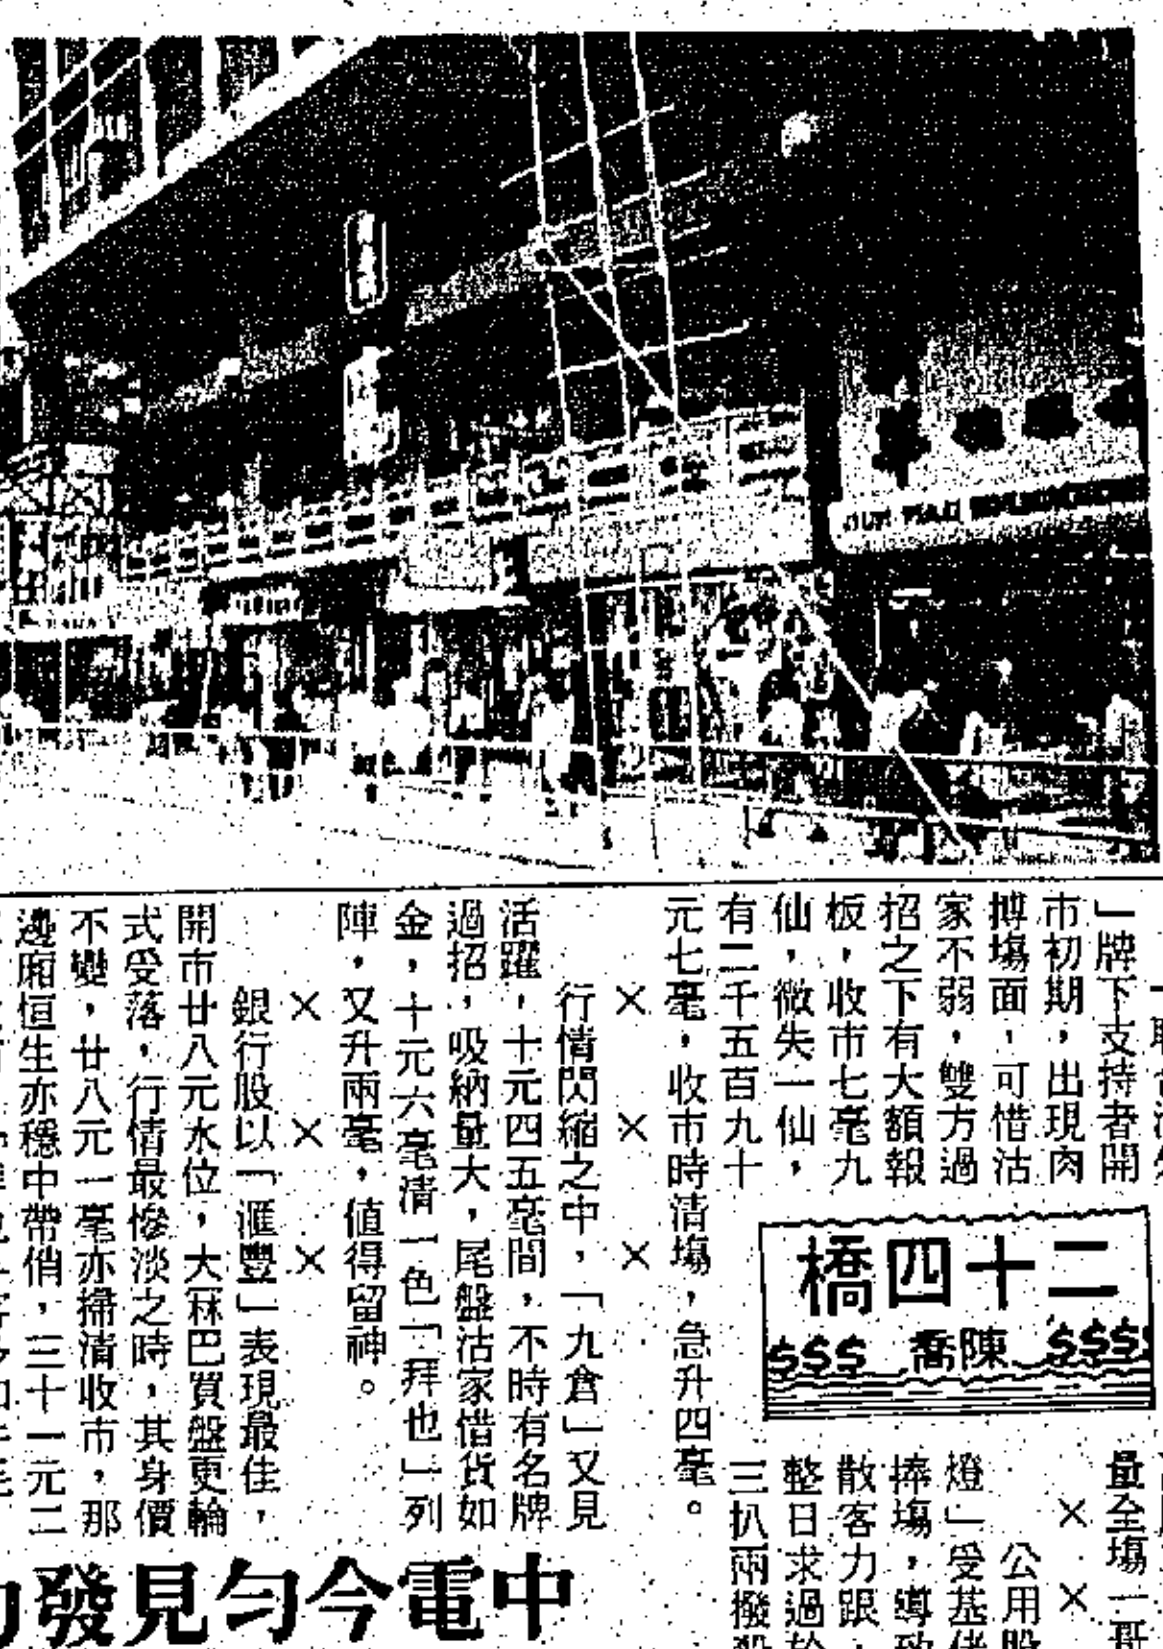 」牌下支持者開
市初期，出現肉
搏塲面，可惜沽
家不弱，雙方過
招之下有大額報
板，收市七毫九
仙，微失一仙，
有二千五百九十
元七毫，收市時清塲，急升四毫。
× × ×
行情閃縮之中，「九倉」又見
活躍，十元四五毫間，不時有名牌
過招，吸納量大，尾盤沽家借貨如
金，十元六毫清一色「拜也」列
陣，又升兩毫，值得留神。
× × ×
銀行股以「滙豐」表現最佳，
開市廿八元水位，大冧巴買盤更輪
式受落，行情最慘淡之時，其身價
不變，廿八元一毫亦掃清收市，那
邊廂恒生亦穩中帶俏，三十一元二
二十四橋
陳喬
$$$ $$$$
量全塲一
× ×
公用股
燈」受基
捧塲，導致
散客力跟，
整日求過於
三扒兩撥
中電今勻見發